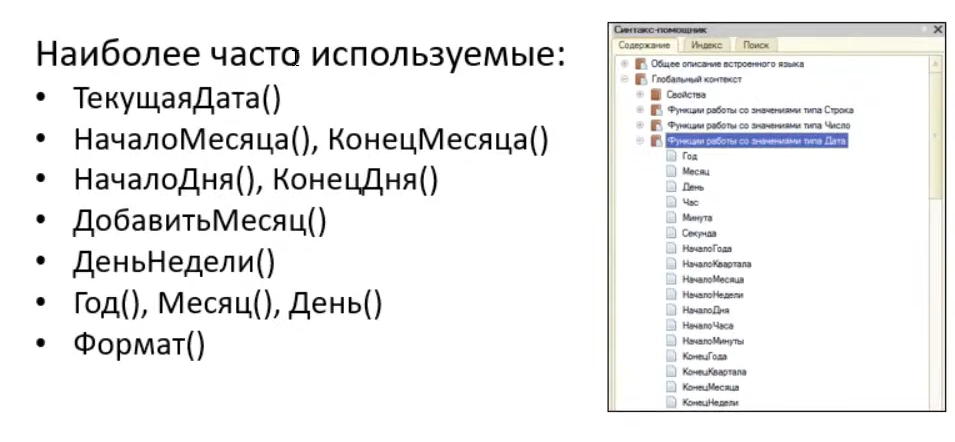 Наиболее часто используемые:
• ТекущаяДата()
• НачалоМесяца(), КонецМесяца()
• НачалоДня(), КонецДня()
• ДобавитьМесяц()
• ДеньНедели()
• Год(), Месяц(), День()
• Формат()
Синтакс-помощник
Содержание Индекс Поиск
Общее описание встроенного языка
Глобальный контекст
Свойства
Функции работы со значениями типа Строка
Функции работы со значениями типа Число
Функции работы со значениями типа Дата
Год
Месяц
День
Час
Минута
Секунда
НачалоГода
НачалоКвартала
НачалоМесяца
НачалоНедели
НачалоДня
НачалоЧаса
НачалоМинуты
КонецГода
КонецКвартала
КонецМесяца
КонецНедели